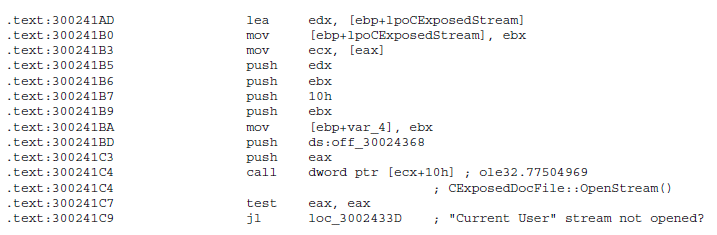 .text:300241AD lea edx, [ebp+lpoCExposedStream]
.text:300241B0 mov [ebp+lpoCExposedStream], ebx
.text:300241B3 mov ecx, [eax]
.text:300241B5 push edx
.text:300241B6 push ebx
.text:300241B7 push 10h
.text:300241B9 push ebx
.text:300241BA mov [ebp+var_4], ebx
.text:300241BD push ds:off_30024368
.text:300241C3 push eax
.text:300241C4 call dword ptr [ecx+10h] ; ole32.77504969
.text:300241C4 ; CExposedDocFile::OpenStream()
.text:300241C7 test eax, eax
.text:300241C9 jl loc_3002433D ; "Current User" stream not opened?